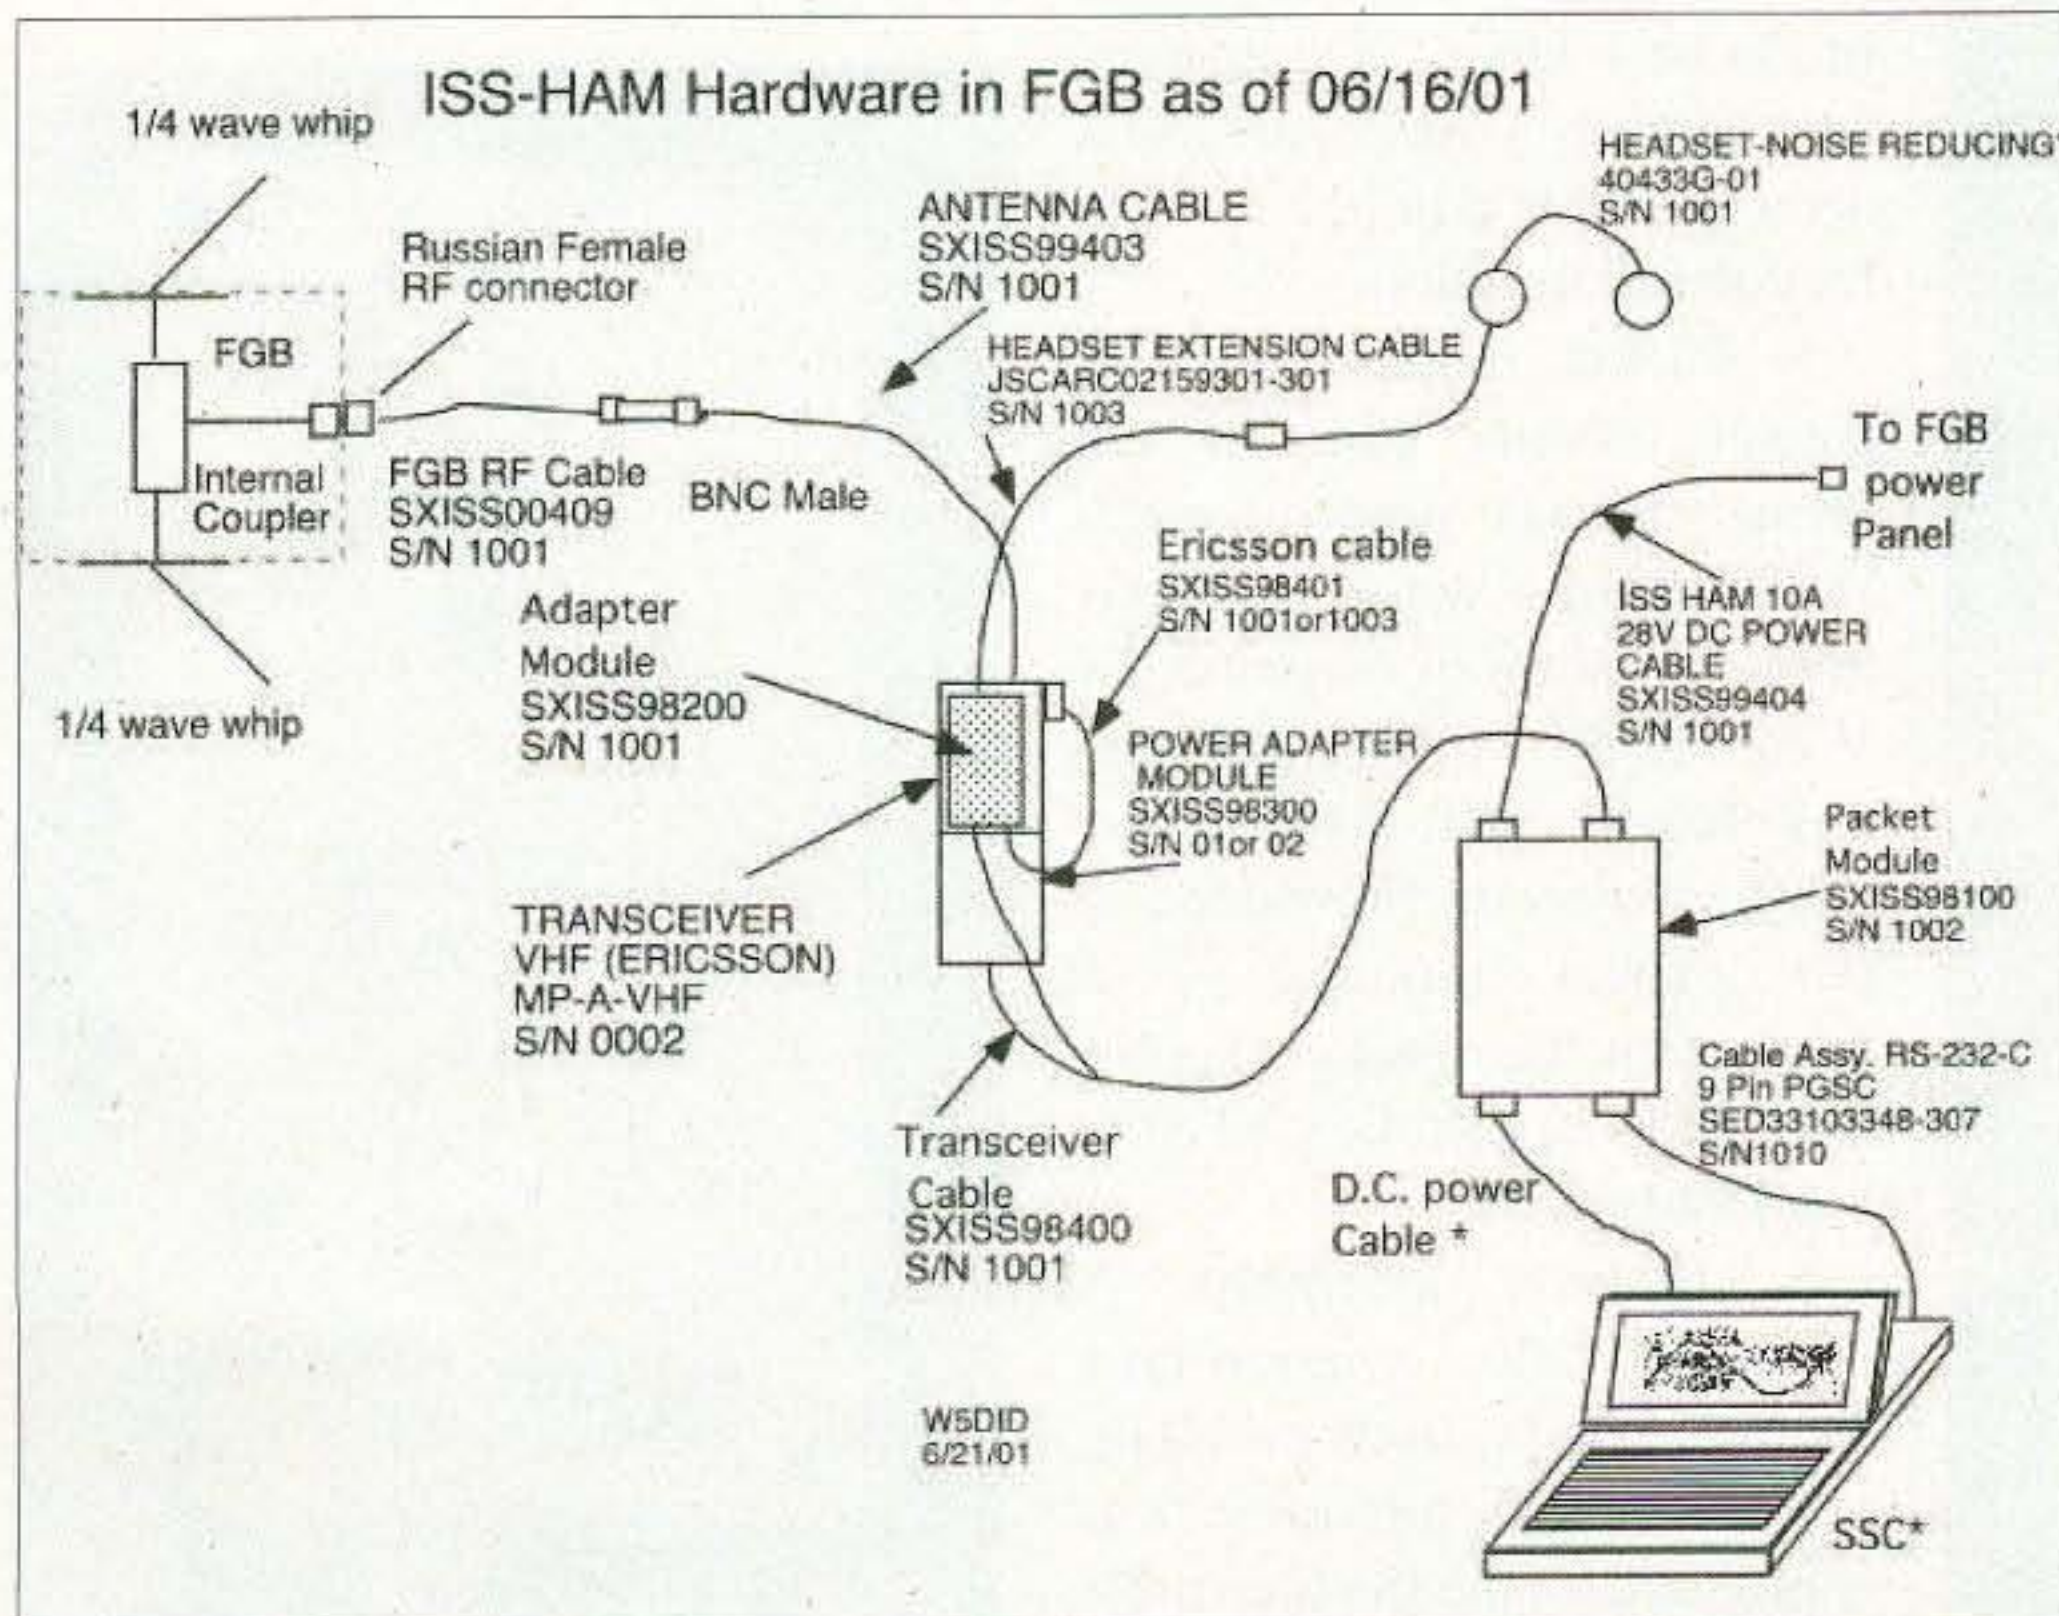 ISS-HAM Hardware in FGB as of 06/16/01
1/4 wave whip
HEADSET-NOISE REDUCING*
40433G-01
S/N 1001
Russian Female
RF connector
ANTENNA CABLE
SXISS99403
S/N 1001
HEADSET EXTENSION CABLE
JSCARC02159301-301
S/N 1003
FGB
Internal
Coupler
FGB RF Cable
SXISS00409
S/N 1001
BNC Male
To FGB
power
Panel
Ericsson cable
SXISS98401
S/N 1001or1003
ISS HAM 10A
28V DC POWER
CABLE
SXISS99404
S/N 1001
Adapter
Module
SXISS98200
S/N 1001
1/4 wave whip
POWER ADAPTER
MODULE
SXISS98300
S/N 01or 02
Packet
Module
SXISS98100
S/N 1002
TRANSCEIVER
VHF (ERICSSON)
MP-A-VHF
S/N 0002
Cable Assy. RS-232-C
9 Pin PGSC
SED33103348-307
S/N1010
Transceiver
Cable
SXISS98400
S/N 1001
D.C. power
Cable *
W5DID
6/21/01
SSC*